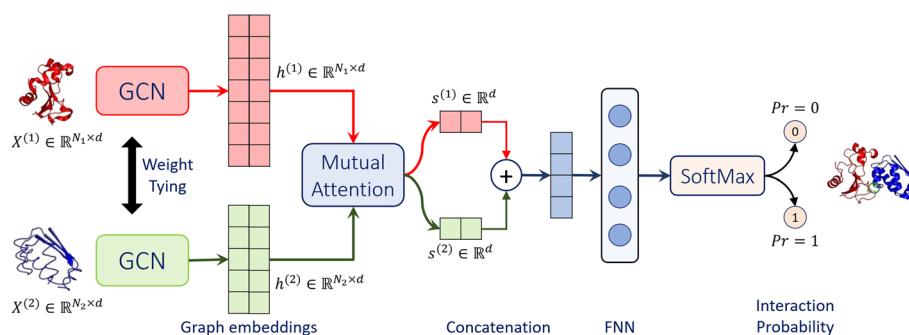 GCN
X⁽¹⁾ ∈ ℝ^{N₁×d}
h⁽¹⁾ ∈ ℝ^{N₁×d}
s⁽¹⁾ ∈ ℝ^d
Pr = 0
0
Weight
Tying
Mutual
Attention
+
SoftMax
GCN
X⁽²⁾ ∈ ℝ^{N₂×d}
h⁽²⁾ ∈ ℝ^{N₂×d}
s⁽²⁾ ∈ ℝ^d
1
Pr = 1
Graph embeddings
Concatenation
FNN
Interaction
Probability